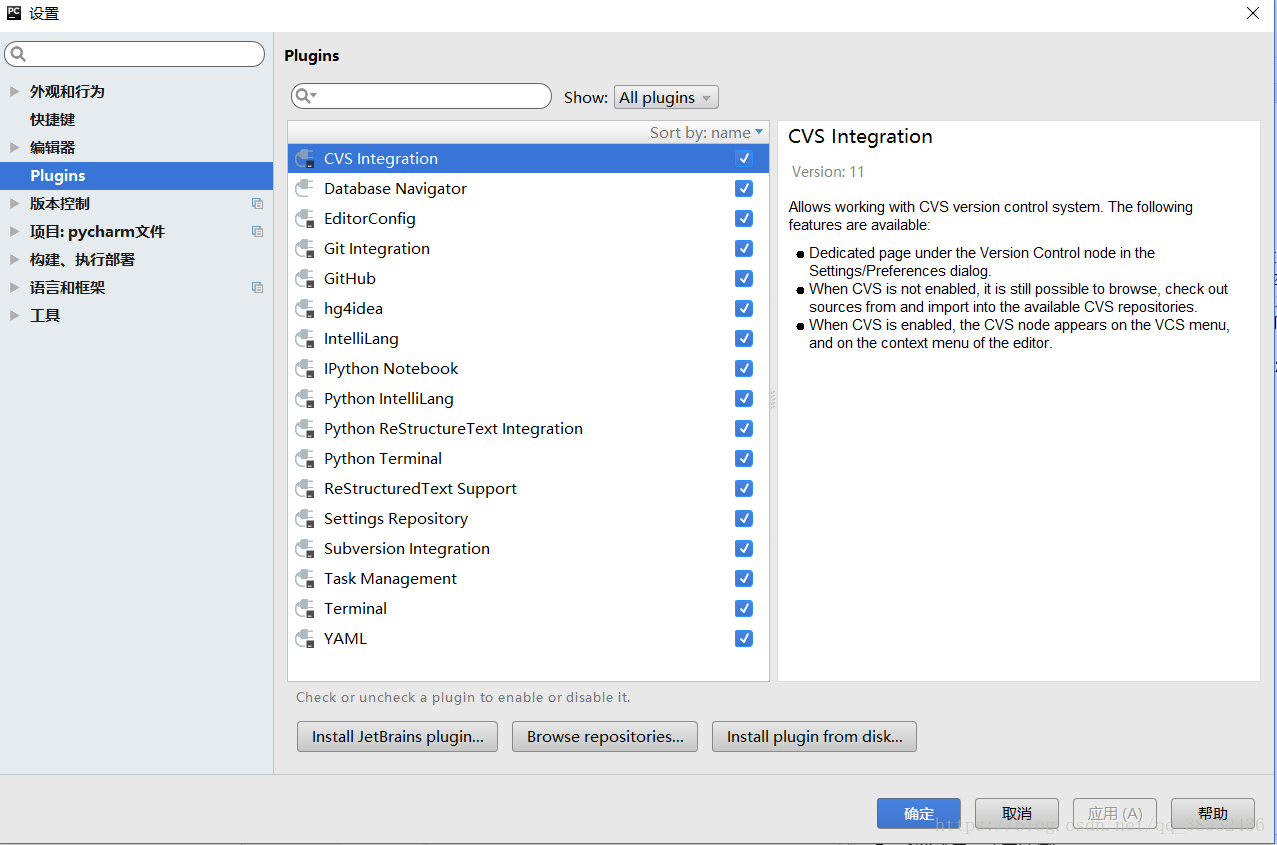 PC 设置
外观和行为
快捷键
编辑器
Plugins
版本控制
项目: pycharm文件
构建、执行部署
语言和框架
工具
Plugins
Show: All plugins
Sort by: name
CVS Integration
Database Navigator
EditorConfig
Git Integration
GitHub
hg4idea
IntelliLang
IPython Notebook
Python IntelliLang
Python ReStructureText Integration
Python Terminal
ReStructuredText Support
Settings Repository
Subversion Integration
Task Management
Terminal
YAML
CVS Integration
Version: 11
Allows working with CVS version control system. The following
features are available:
Dedicated page under the Version Control node in the
Settings/Preferences dialog.
When CVS is not enabled, it is still possible to browse, check out
sources from and import into the available CVS repositories.
When CVS is enabled, the CVS node appears on the VCS menu,
and on the context menu of the editor.
Check or uncheck a plugin to enable or disable it.
Install JetBrains plugin...
Browse repositories...
Install plugin from disk...
确定
取消
应用 (A)
帮助